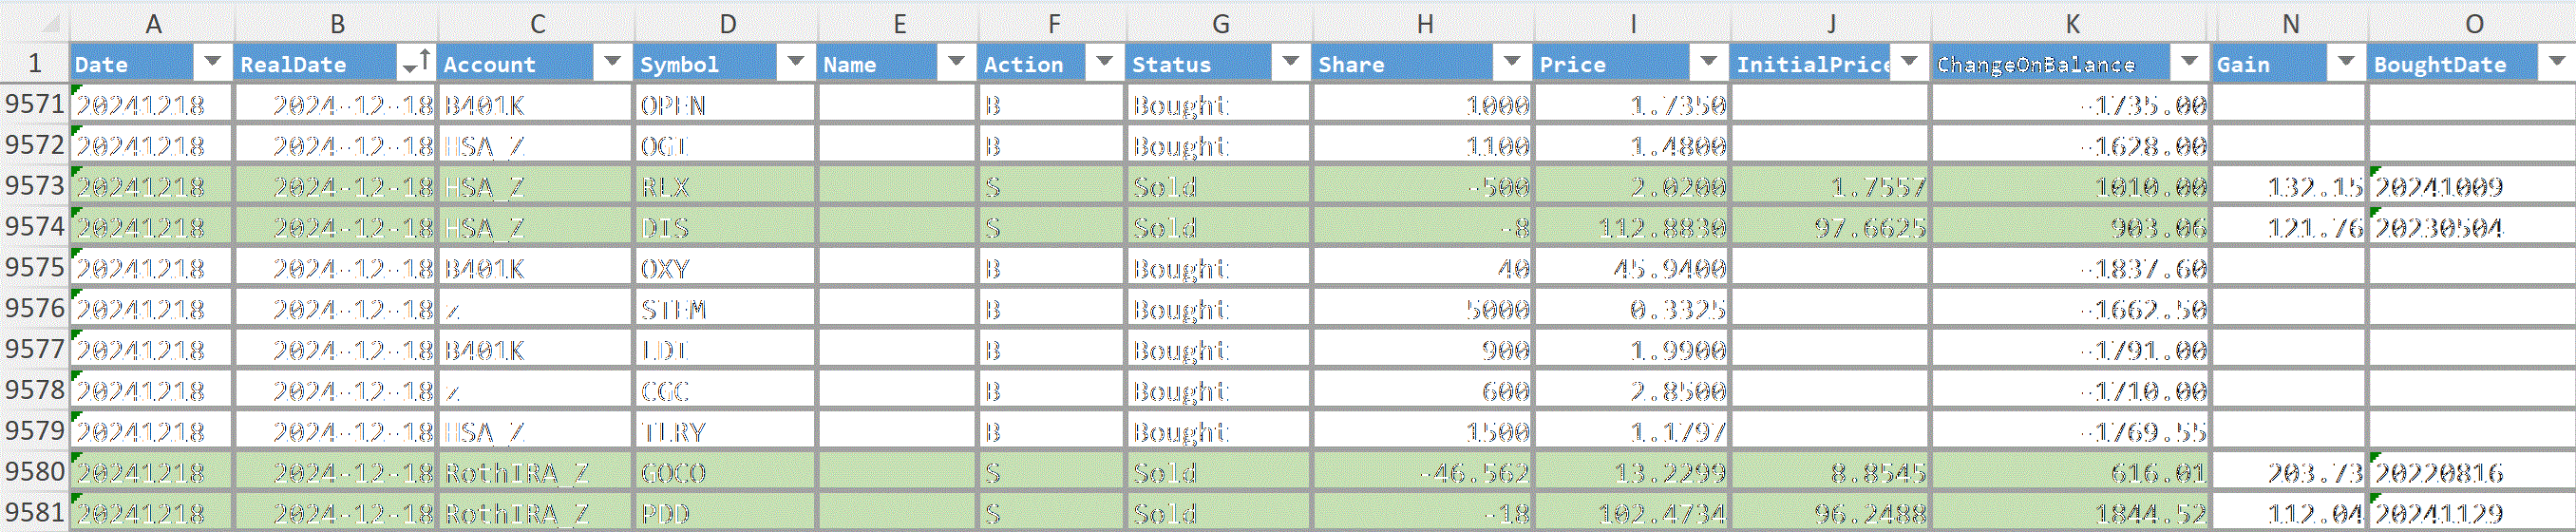 A B C D E F G H I J K N O
1 Date RealDate Account Symbol Name Action Status Share Price InitialPrice ChangeOnBalance Gain BoughtDate
9571 20241218 2024-12-18 B401K OPEN B Bought 1000 1.7350 -1735.00
9572 20241218 2024-12-18 HSA_Z OGI B Bought 1100 1.4800 -1628.00
9573 20241218 2024-12-18 HSA_Z RLX S Sold -500 2.0200 1.7557 1010.00 132.15 20241009
9574 20241218 2024-12-18 HSA_Z DIS S Sold -8 112.8830 97.6625 903.06 121.76 20230504
9575 20241218 2024-12-18 B401K OXY B Bought 40 45.9400 -1837.60
9576 20241218 2024-12-18 z STEM B Bought 5000 0.3325 -1662.50
9577 20241218 2024-12-18 B401K LDI B Bought 900 1.9900 -1791.00
9578 20241218 2024-12-18 z CGC B Bought 600 2.8500 -1710.00
9579 20241218 2024-12-18 HSA_Z TLRY B Bought 1500 1.1797 -1769.55
9580 20241218 2024-12-18 RothIRA_Z GOCO S Sold -46.562 13.2299 8.8545 616.01 203.73 20220816
9581 20241218 2024-12-18 RothIRA_Z PDD S Sold -18 102.4734 96.2488 1844.52 112.04 20241129